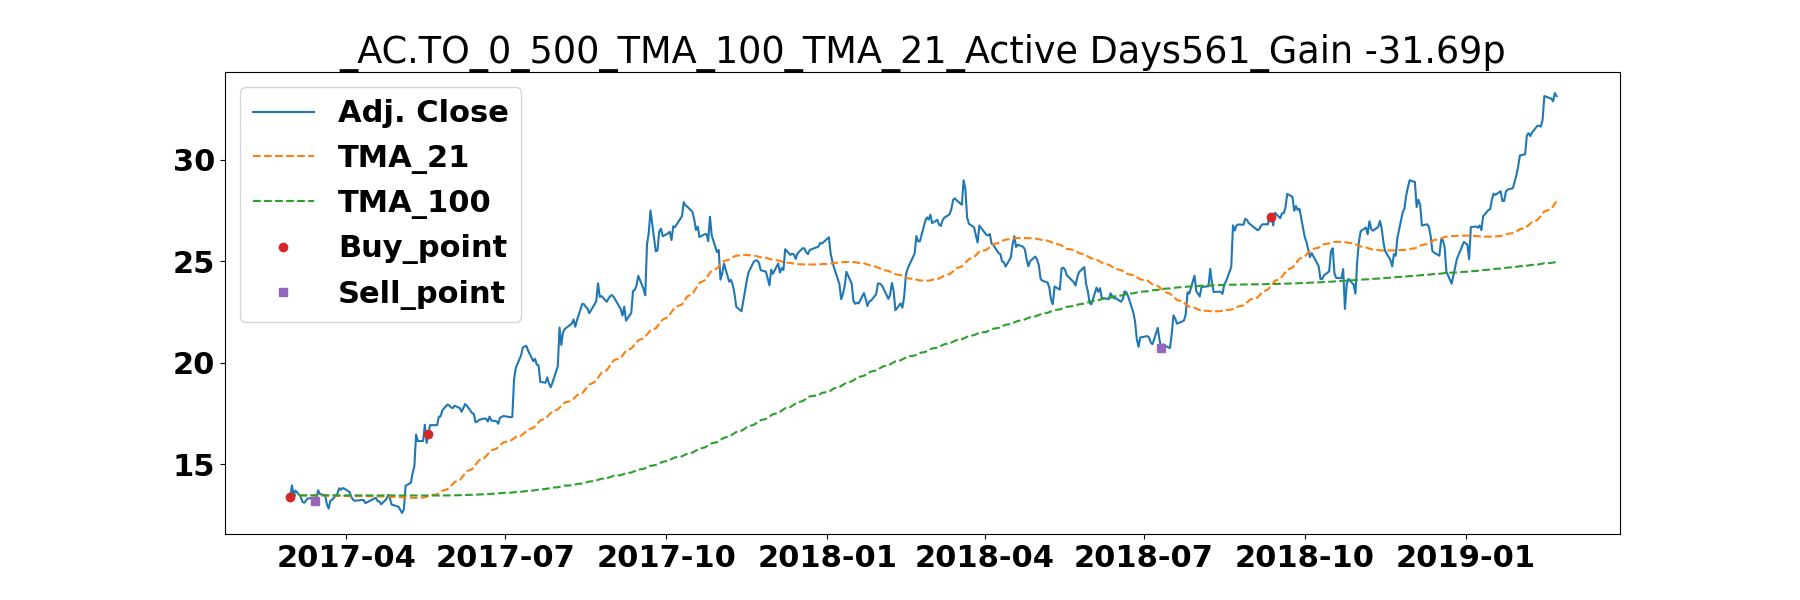 _AC.TO_0_500_TMA_100_TMA_21_Active Days561_Gain -31.69p
Adj. Close
TMA_21
TMA_100
Buy_point
Sell_point
30
25
20
15
2017-04 2017-07 2017-10 2018-01 2018-04 2018-07 2018-10 2019-01